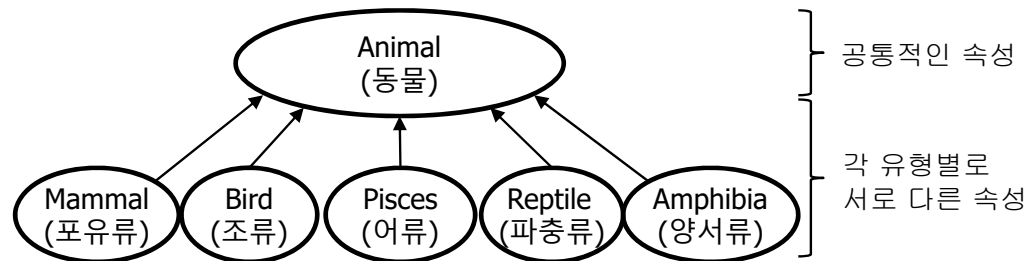 Animal
(동물)
공통적인 속성
Mammal
(포유류)
Bird
(조류)
Pisces
(어류)
Reptile
(파충류)
Amphibia
(양서류)
각 유형별로
서로 다른 속성